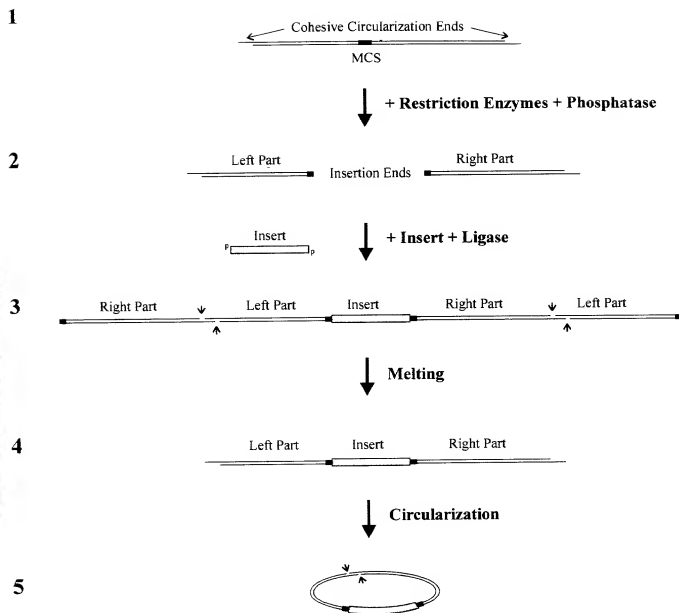 1
Cohesive Circularization Ends
MCS
+ Restriction Enzymes + Phosphatase
2
Left Part
Right Part
Insertion Ends
Insert
P
p
+ Insert + Ligase
3
Right Part
Left Part
Insert
Right Part
Left Part
Melting
4
Left Part
Insert
Right Part
Circularization
5